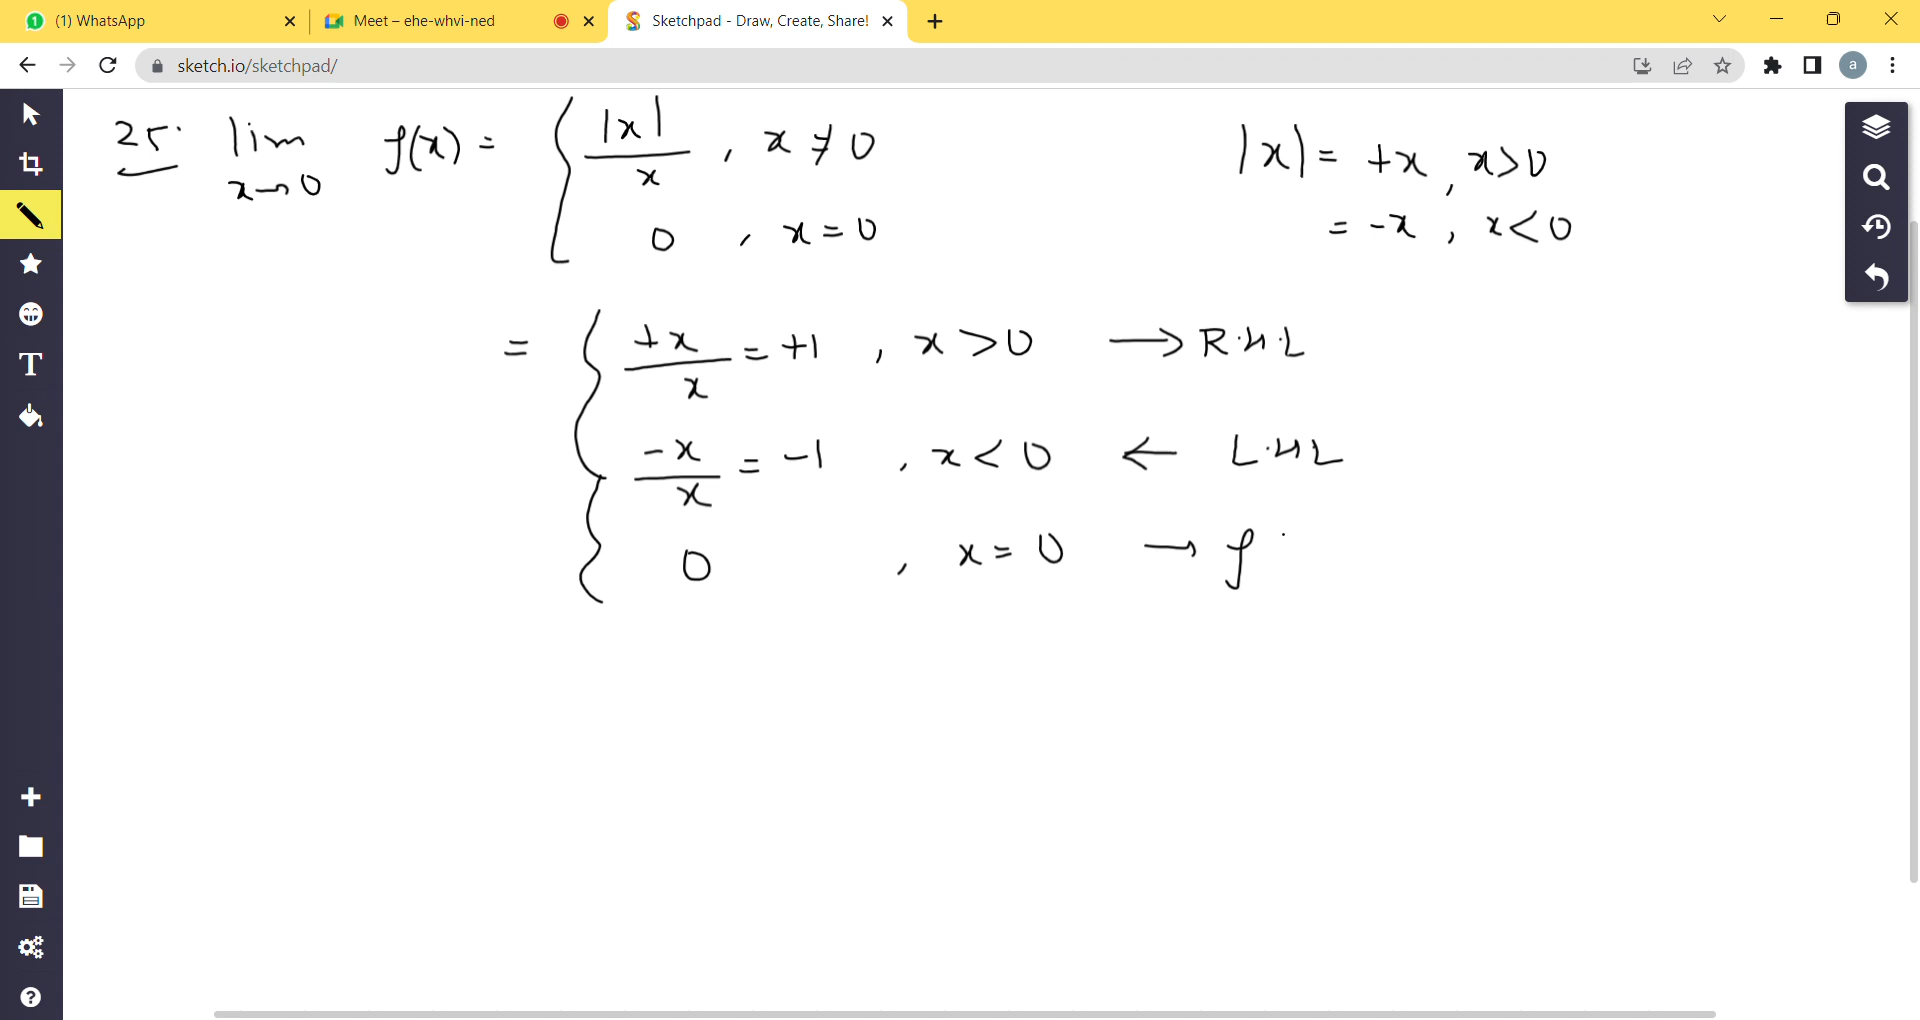 (1) WhatsApp
Meet – ehe-whvi-ned
Sketchpad - Draw, Create, Share!
sketch.io/sketchpad/
a
25. lim x→0 f(x) = { |x|/x , x ≠ 0
0 , x = 0
|x| = +x , x>0
= -x , x<0
= { +x/x = +1 , x > 0 → R.H.L
-x/x = -1 , x < 0 ← L.H.L
0 , x = 0 → f
T